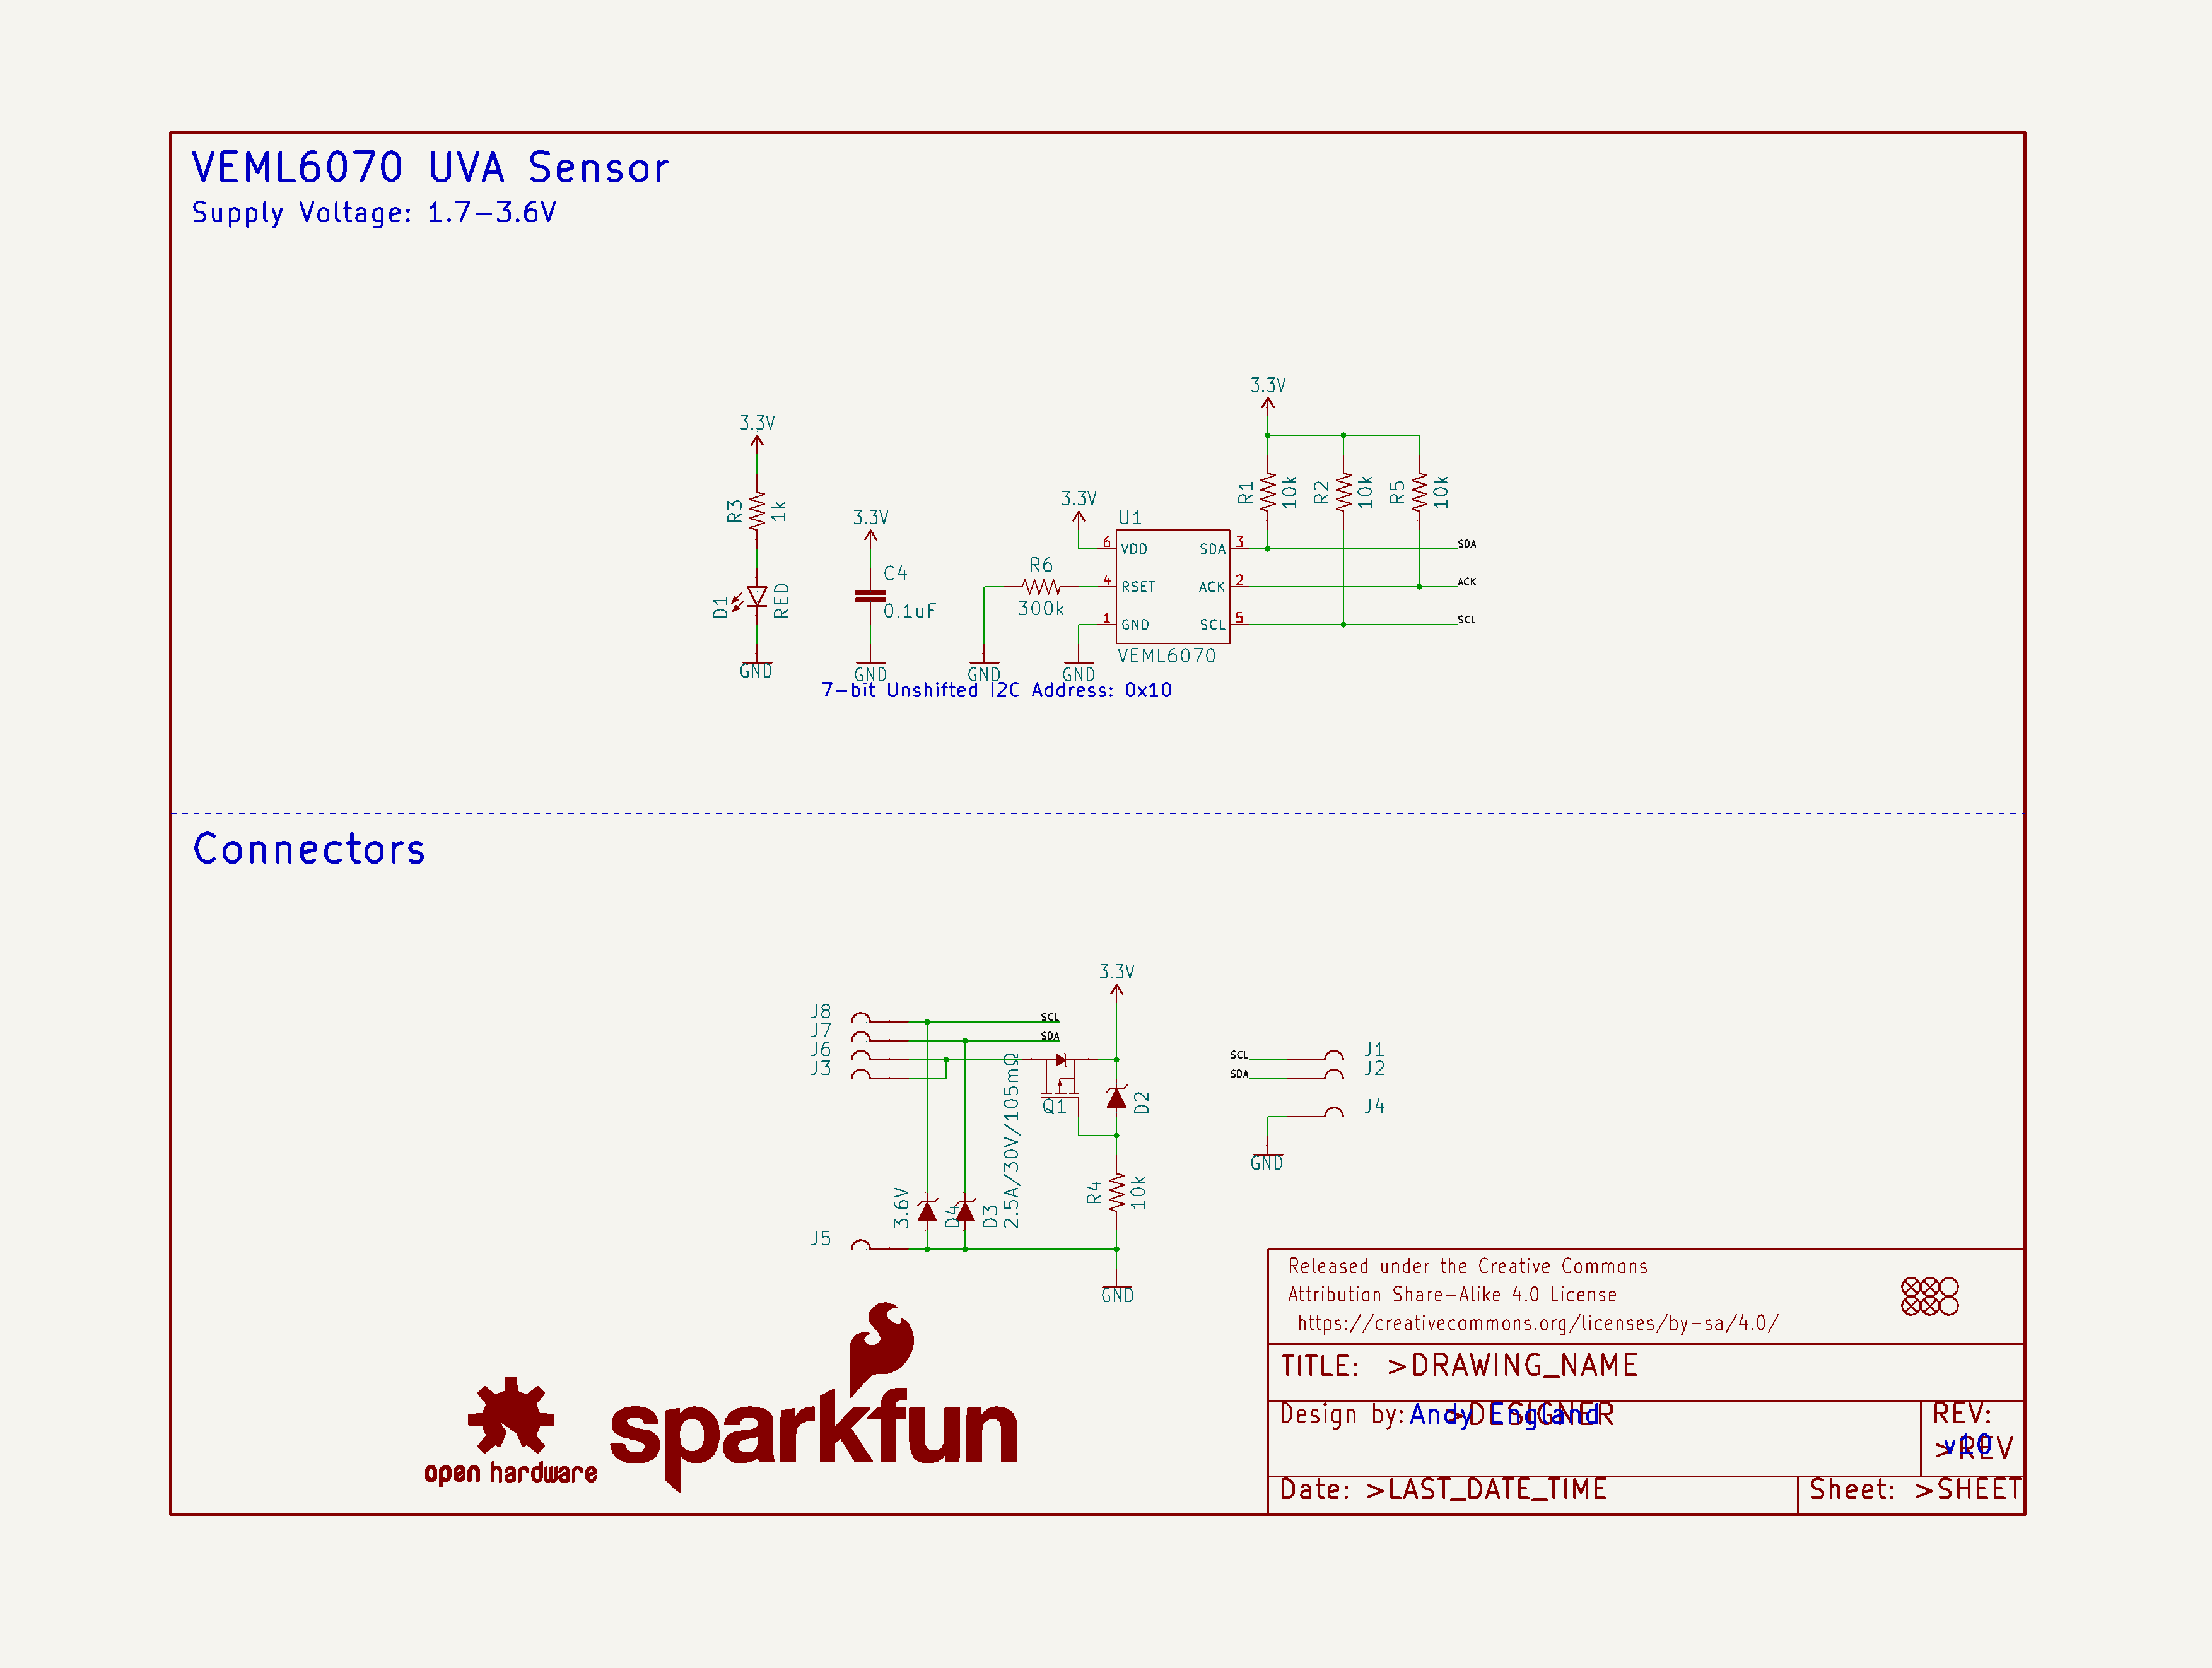 VEML6070 UVA Sensor
Supply Voltage: 1.7-3.6V
3.3V
R3
1k
D1
RED
GND
3.3V
C4
0.1uF
GND
R6
300k
GND
3.3V
GND
U1
6 VDD
4 RSET
1 GND
SDA 3
ACK 2
SCL 5
VEML6070
3.3V
R1
10k
R2
10k
R5
10k
SDA
ACK
SCL
7-bit Unshifted I2C Address: 0x10
Connectors
J8
J7
J6
J3
J5
SCL
SDA
3.3V
Q1
2.5A/30V/105mΩ
D2
3.6V
D4
D3
R4
10k
GND
SCL
SDA
J1
J2
J4
GND
open hardware
sparkfun
Released under the Creative Commons
Attribution Share-Alike 4.0 License
https://creativecommons.org/licenses/by-sa/4.0/
TITLE: >DRAWING_NAME
Design by: Andy England
>DESIGNER
REV:
v10
>REV
Date: >LAST_DATE_TIME
Sheet: >SHEET